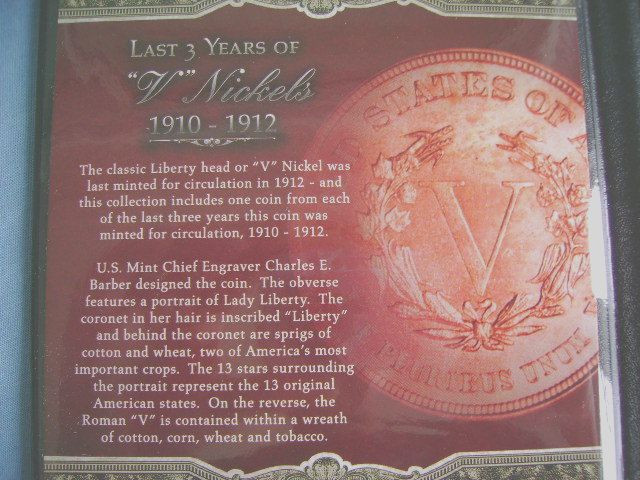 LAST 3 YEARS OF
"V" Nickels
1910 - 1912
The classic Liberty head or "V" Nickel was
last minted for circulation in 1912 - and
this collection includes one coin from each
of the last three years this coin was
minted for circulation, 1910 - 1912.
U.S. Mint Chief Engraver Charles E.
Barber designed the coin. The obverse
features a portrait of Lady Liberty. The
coronet in her hair is inscribed "Liberty"
and behind the coronet are sprigs of
cotton and wheat, two of America's most
important crops. The 13 stars surrounding
the portrait represent the 13 original
American states. On the reverse, the
Roman "V" is contained within a wreath
of cotton, corn, wheat and tobacco.
D STATES OF A
V
PLURIBUS UNUM